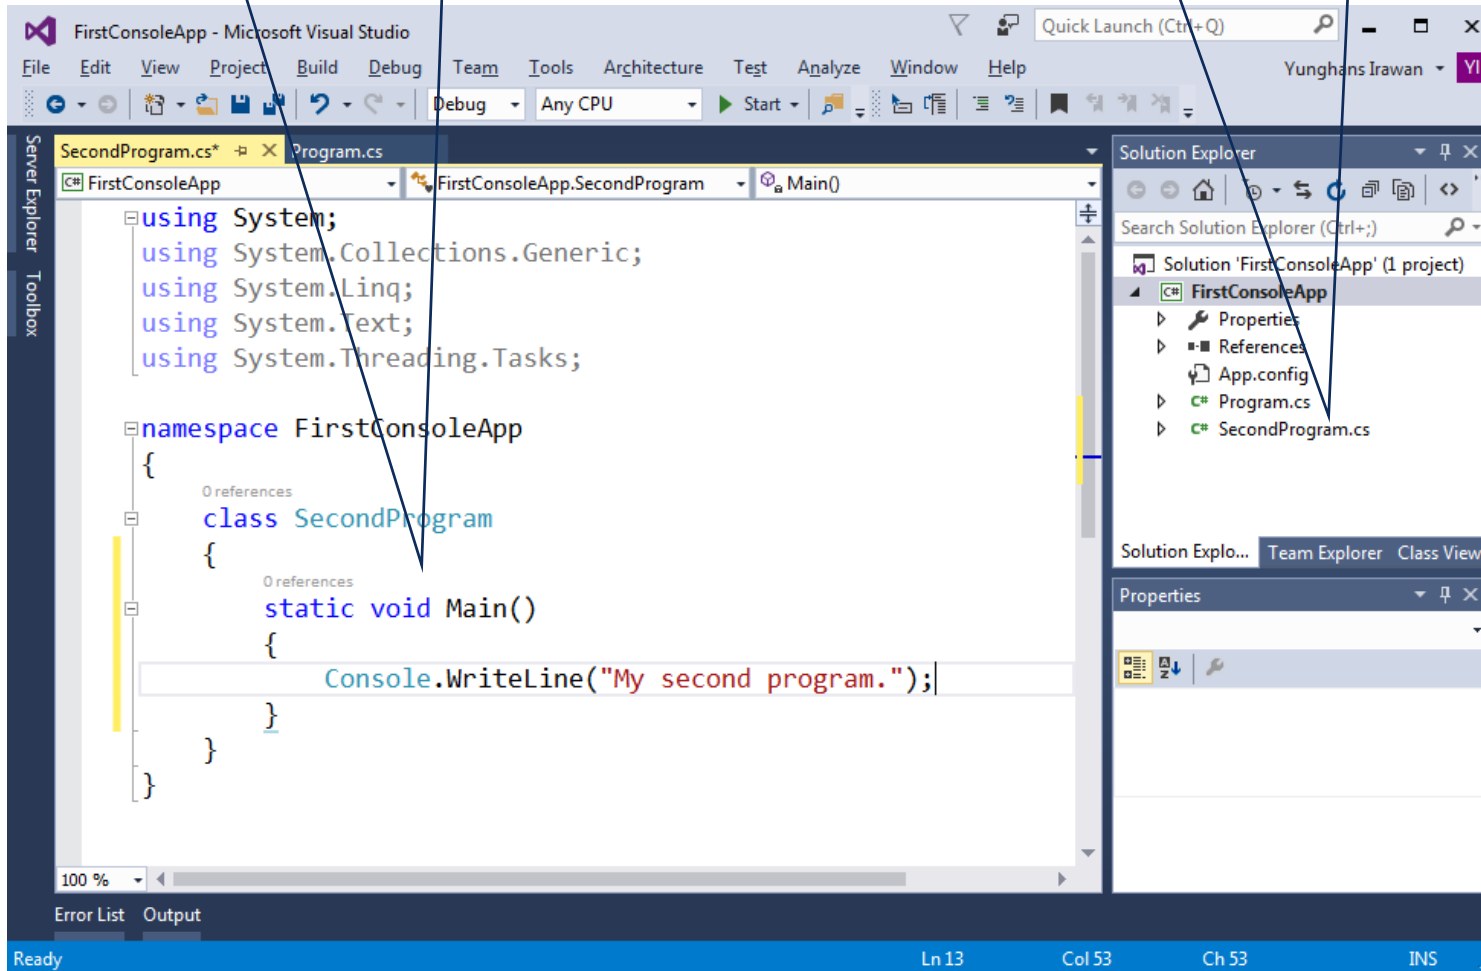 FirstConsoleApp - Microsoft Visual Studio
Quick Launch (Ctrl+Q)
File Edit View Project Build Debug Team Tools Architecture Test Analyze Window Help
Yunghans Irawan YI
Debug Any CPU Start
Server Explorer
Toolbox
SecondProgram.cs* Program.cs
C# FirstConsoleApp FirstConsoleApp.SecondProgram Main()
using System;
using System.Collections.Generic;
using System.Linq;
using System.Text;
using System.Threading.Tasks;
namespace FirstConsoleApp
{
0 references
class SecondProgram
{
0 references
static void Main()
{
Console.WriteLine("My second program.");
}
}
}
100 %
Solution Explorer
Search Solution Explorer (Ctrl+;)
Solution 'FirstConsoleApp' (1 project)
C# FirstConsoleApp
Properties
References
App.config
C# Program.cs
C# SecondProgram.cs
Solution Explo... Team Explorer Class View
Properties
Error List Output
Ready Ln 13 Col 53 Ch 53 INS